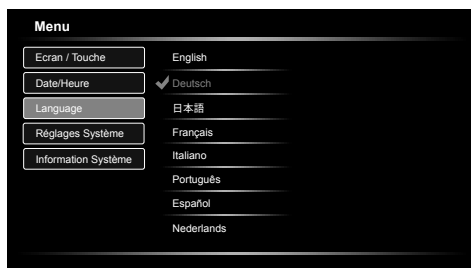 Menu
Ecran / Touche
Date/Heure
Language
Réglages Système
Information Système
English
Deutsch
日本語
Français
Italiano
Português
Español
Nederlands